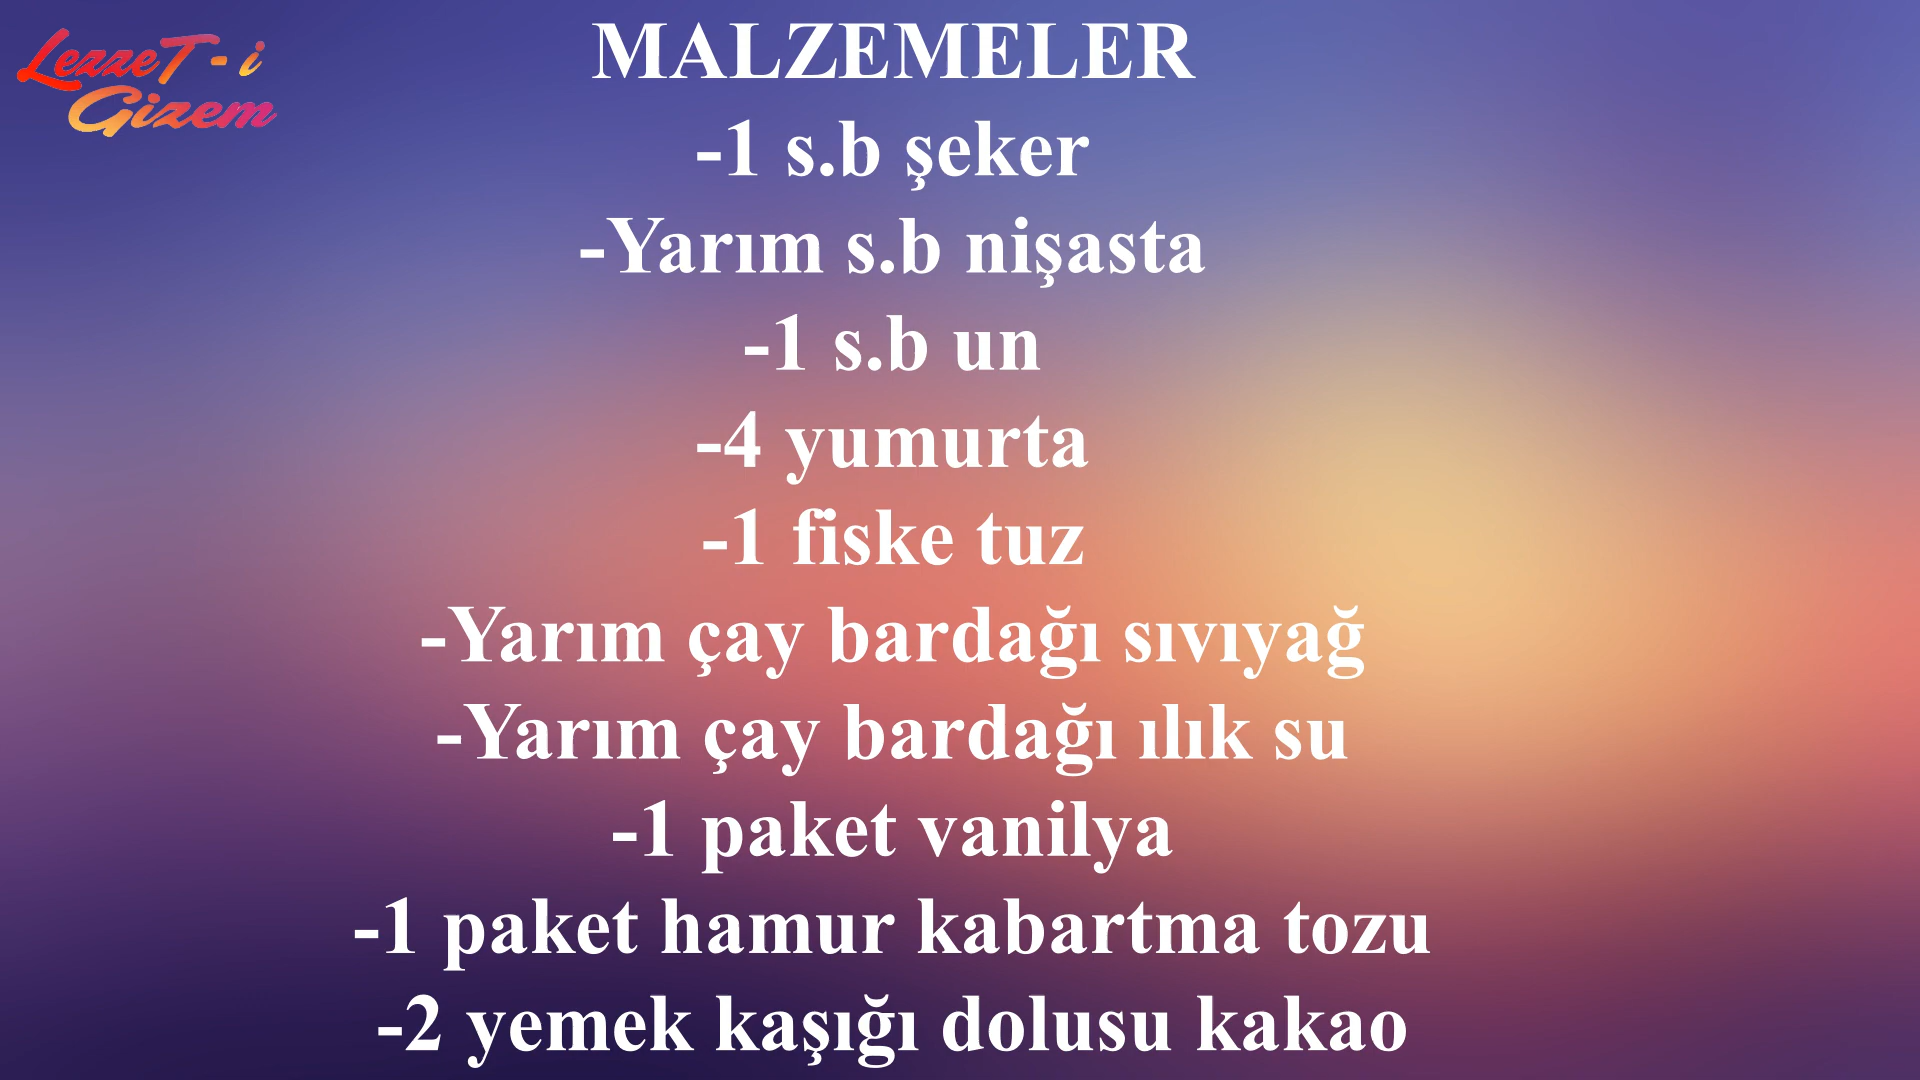 LezzeT-i
Gizem
MALZEMELER
-1 s.b şeker
-Yarım s.b nişasta
-1 s.b un
-4 yumurta
-1 fiske tuz
-Yarım çay bardağı sıvıyağ
-Yarım çay bardağı ılık su
-1 paket vanilya
-1 paket hamur kabartma tozu
-2 yemek kaşığı dolusu kakao